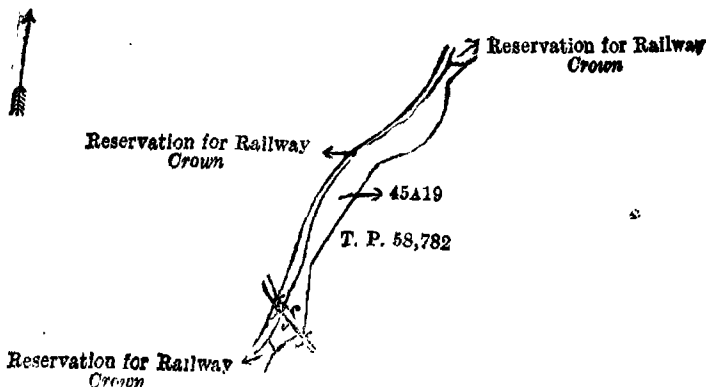 Reservation for Railway
Crown
Reservation for Railway
Crown
45A19
T. P. 58,782
Reservation for Railway
Crown